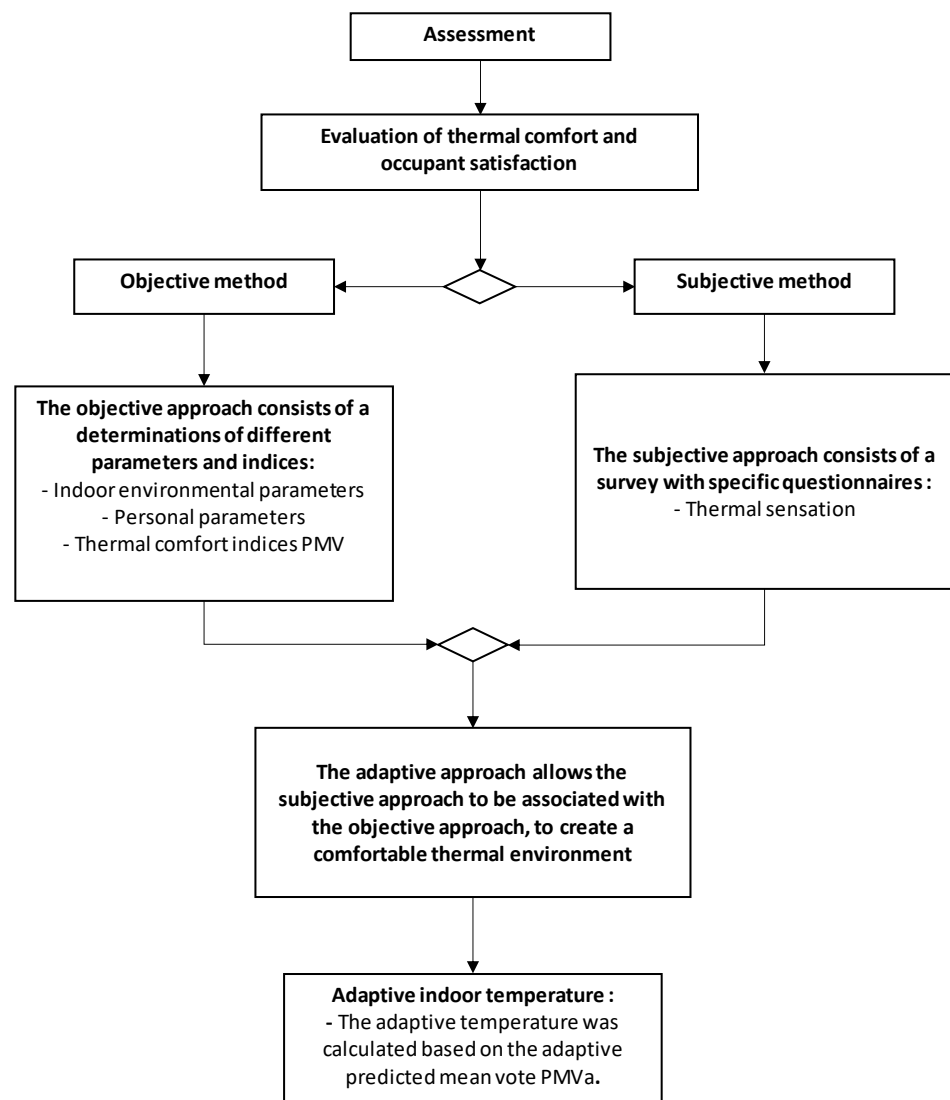 Assessment
Evaluation of thermal comfort and
occupant satisfaction
Objective method
Subjective method
The objective approach consists of a
determinations of different
parameters and indices:
- Indoor environmental parameters
- Personal parameters
- Thermal comfort indices PMV
The subjective approach consists of a
survey with specific questionnaires :
- Thermal sensation
The adaptive approach allows the
subjective approach to be associated with
the objective approach, to create a
comfortable thermal environment
Adaptive indoor temperature :
- The adaptive temperature was
calculated based on the adaptive
predicted mean vote PMVa.